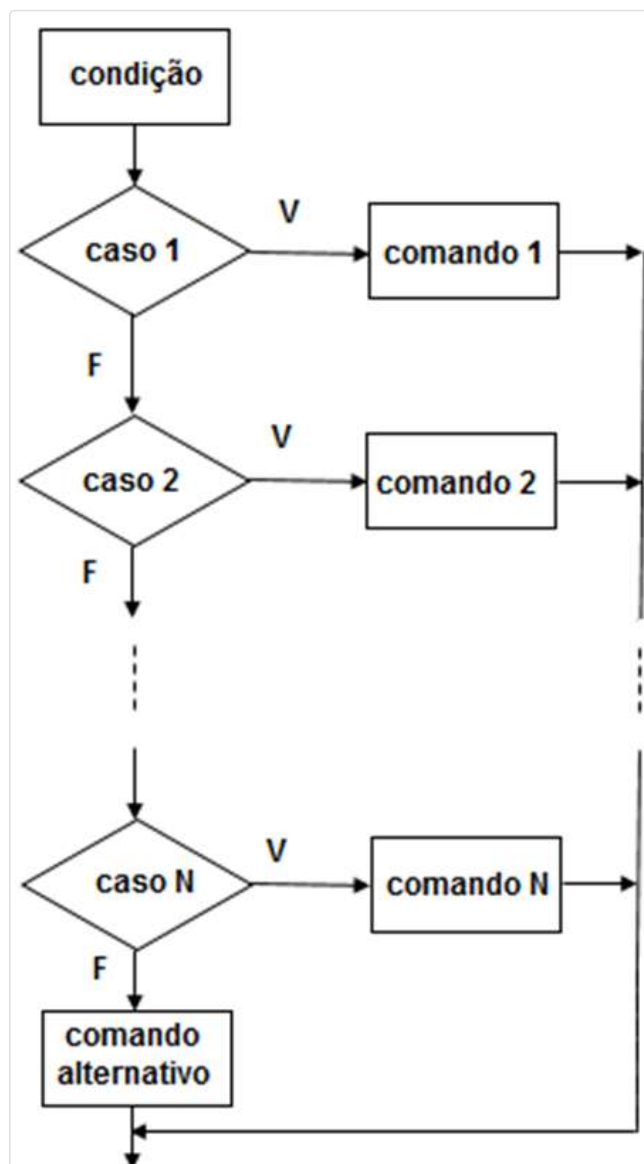 condição
V
caso 1
comando 1
F
V
caso 2
comando 2
F
V
caso N
comando N
F
comando
alternativo